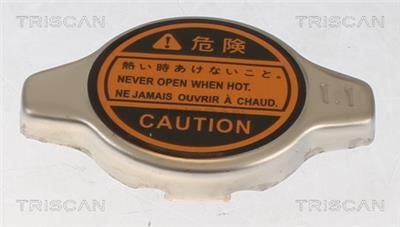 TRISCAN TRISCAN
⚠ 危険
熱い時あけないこと。
NEVER OPEN WHEN HOT.
NE JAMAIS OUVRIR À CHAUD.
CAUTION
1.1
TRISCAN TRISCAN